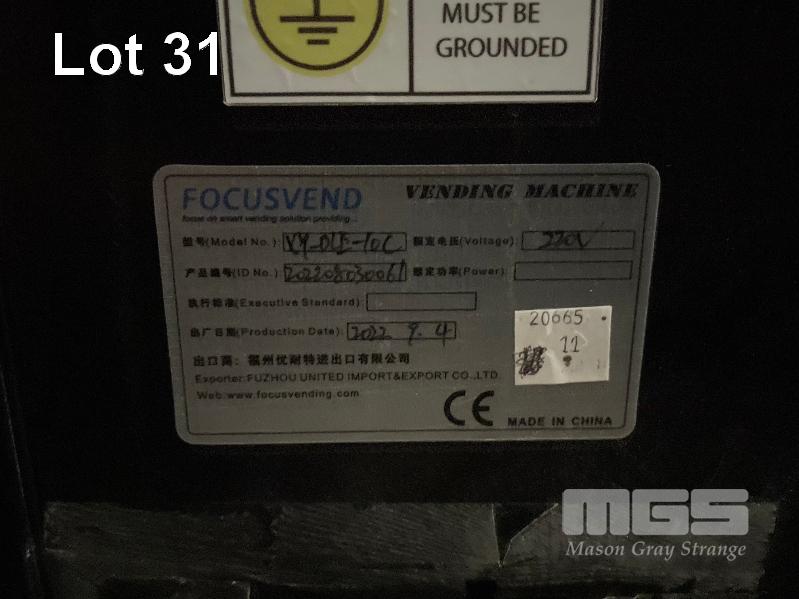 Lot 31
MUST BE
GROUNDED
FOCUSVEND VENDING MACHINE
focus on smart vending solution providing...
型号(Model No.): VM-DLE-10C 额定电压(Voltage): 220V
产品编号(ID No.) 202208030061 额定功率(Power):
执行标准(Executive Standard):
出厂日期(Production Date): 2022 9.4
20665
11
出口商: 福州优耐特进出口有限公司
Exporter:FUZHOU UNITED IMPORT&EXPORT CO.,LTD.
Web:www.focusvending.com
CE MADE IN CHINA
MGS
Mason Gray Strange